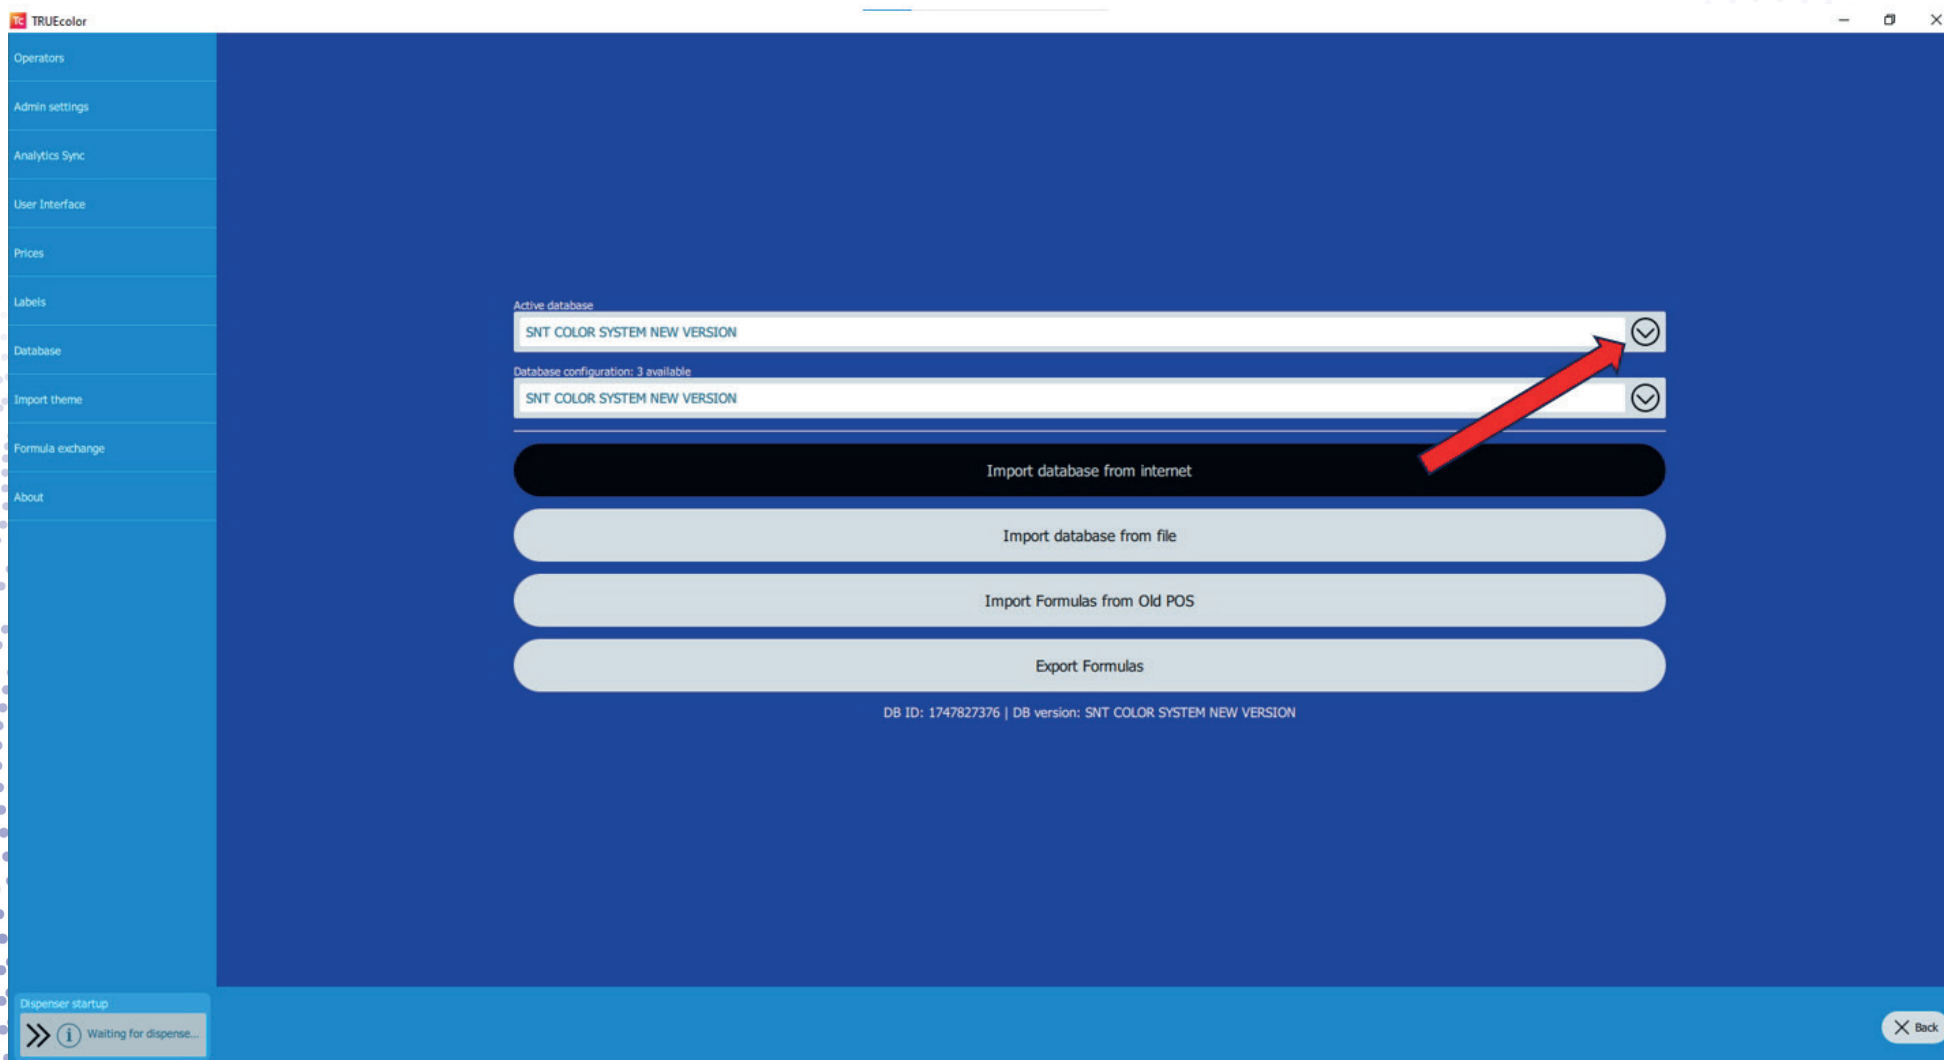 Tc TRUEcolor
Operators
Admin settings
Analytics Sync
User Interface
Prices
Labels
Database
Import theme
Formula exchange
About
Active database
SNT COLOR SYSTEM NEW VERSION
Database configuration: 3 available
SNT COLOR SYSTEM NEW VERSION
Import database from internet
Import database from file
Import Formulas from Old POS
Export Formulas
DB ID: 1747827376 | DB version: SNT COLOR SYSTEM NEW VERSION
Dispenser startup
Waiting for dispense...
Back